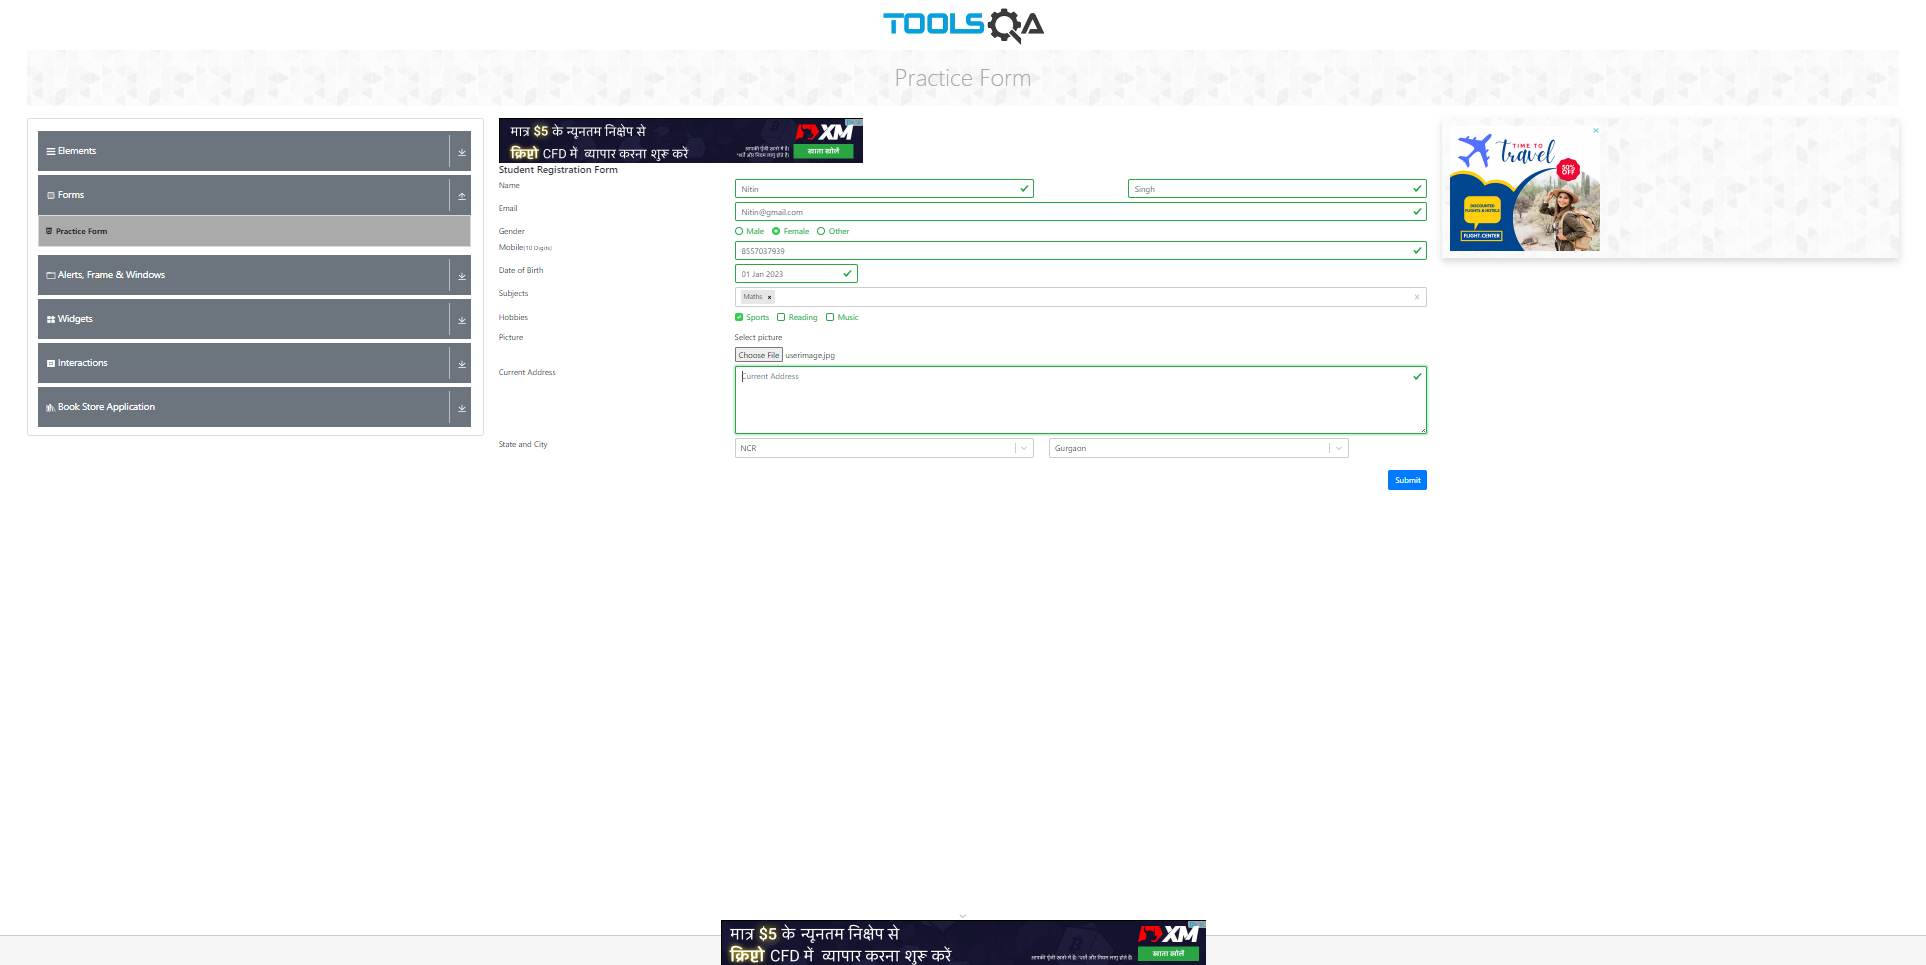 TOOLSQA
Practice Form
Elements
Forms
Practice Form
Alerts, Frame & Windows
Widgets
Interactions
Book Store Application
मात्र $5 के न्यूनतम निक्षेप से
क्रिप्टो CFD में व्यापार करना शुरू करें
XM
खाता खोलें
Student Registration Form
Name
Nitin
Singh
Email
Nitin@gmail.com
Gender
Male Female Other
Mobile(10 Digits)
8557037939
Date of Birth
01 Jan 2023
Subjects
Maths
Hobbies
Sports Reading Music
Picture
Select picture
Choose File userimage.jpg
Current Address
Current Address
State and City
NCR
Gurgaon
Submit
TIME TO
travel
50%
OFF
DISCOUNTED
FLIGHTS & HOTELS
FLIGHT.CENTER
मात्र $5 के न्यूनतम निक्षेप से
क्रिप्टो CFD में व्यापार करना शुरू करें
XM
खाता खोलें